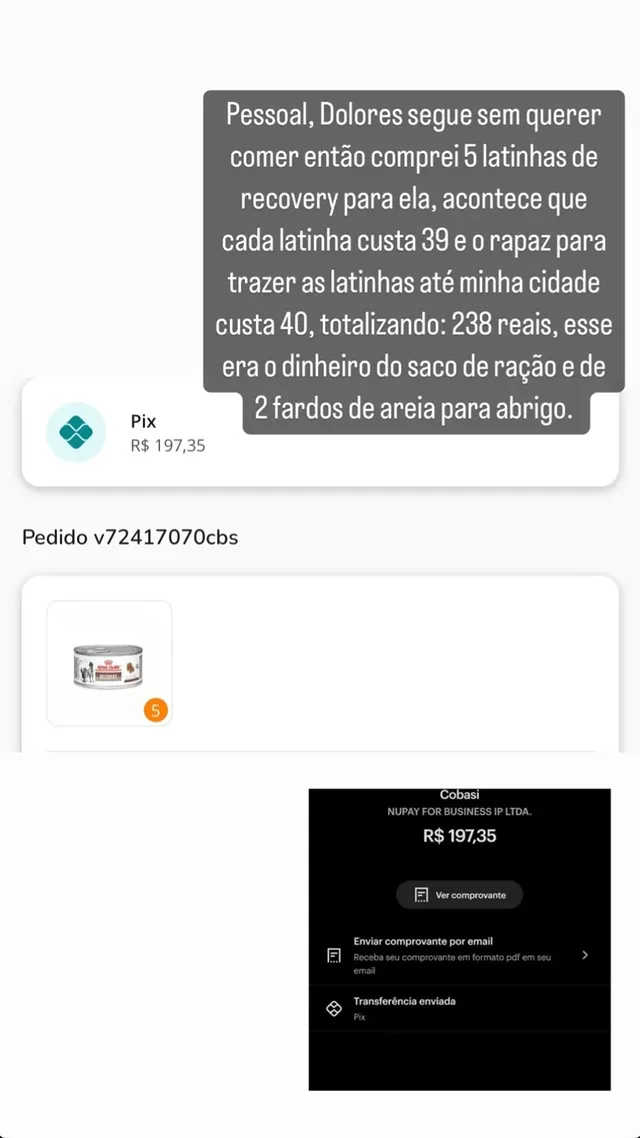 Pessoal, Dolores segue sem querer
comer então comprei 5 latinhas de
recovery para ela, acontece que
cada latinha custa 39 e o rapaz para
trazer as latinhas até minha cidade
custa 40, totalizando: 238 reais, esse
era o dinheiro do saco de ração e de
2 fardos de areia para abrigo.
Pix
R$ 197,35
Pedido v72417070cbs
ROYAL CANIN
RECOVERY
5
Cobasi
NUPAY FOR BUSINESS IP LTDA.
R$ 197,35
Ver comprovante
Enviar comprovante por email
Receba seu comprovante em formato pdf em seu
email
Transferência enviada
Pix